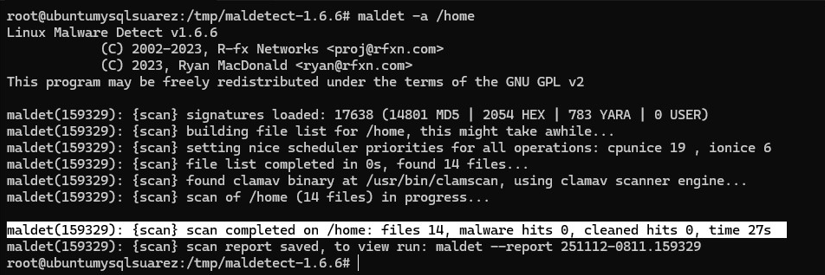 root@ubuntumysqlsuarez:/tmp/maldetect-1.6.6# maldet -a /home
Linux Malware Detect v1.6.6
(C) 2002-2023, R-fx Networks <proj@rfxn.com>
(C) 2023, Ryan MacDonald <ryan@rfxn.com>
This program may be freely redistributed under the terms of the GNU GPL v2
maldet(159329): {scan} signatures loaded: 17638 (14801 MD5 | 2054 HEX | 783 YARA | 0 USER)
maldet(159329): {scan} building file list for /home, this might take awhile...
maldet(159329): {scan} setting nice scheduler priorities for all operations: cpunice 19 , ionice 6
maldet(159329): {scan} file list completed in 0s, found 14 files...
maldet(159329): {scan} found clamav binary at /usr/bin/clamscan, using clamav scanner engine...
maldet(159329): {scan} scan of /home (14 files) in progress...
maldet(159329): {scan} scan completed on /home: files 14, malware hits 0, cleaned hits 0, time 27s
maldet(159329): {scan} scan report saved, to view run: maldet --report 251112-0811.159329
root@ubuntumysqlsuarez:/tmp/maldetect-1.6.6#